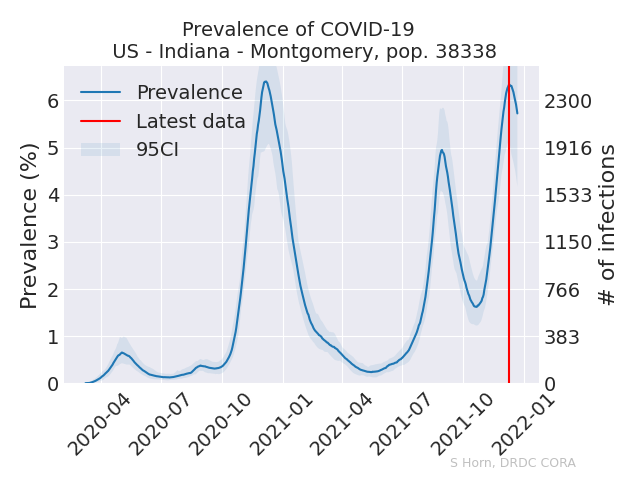 Prevalence of COVID-19
US - Indiana - Montgomery, pop. 38338
Prevalence
Latest data
95CI
Prevalence (%)
6
5
4
3
2
1
0
2300
1916
1533
1150
766
383
0
# of infections
2020-04
2020-07
2020-10
2021-01
2021-04
2021-07
2021-10
2022-01
S Horn, DRDC CORA